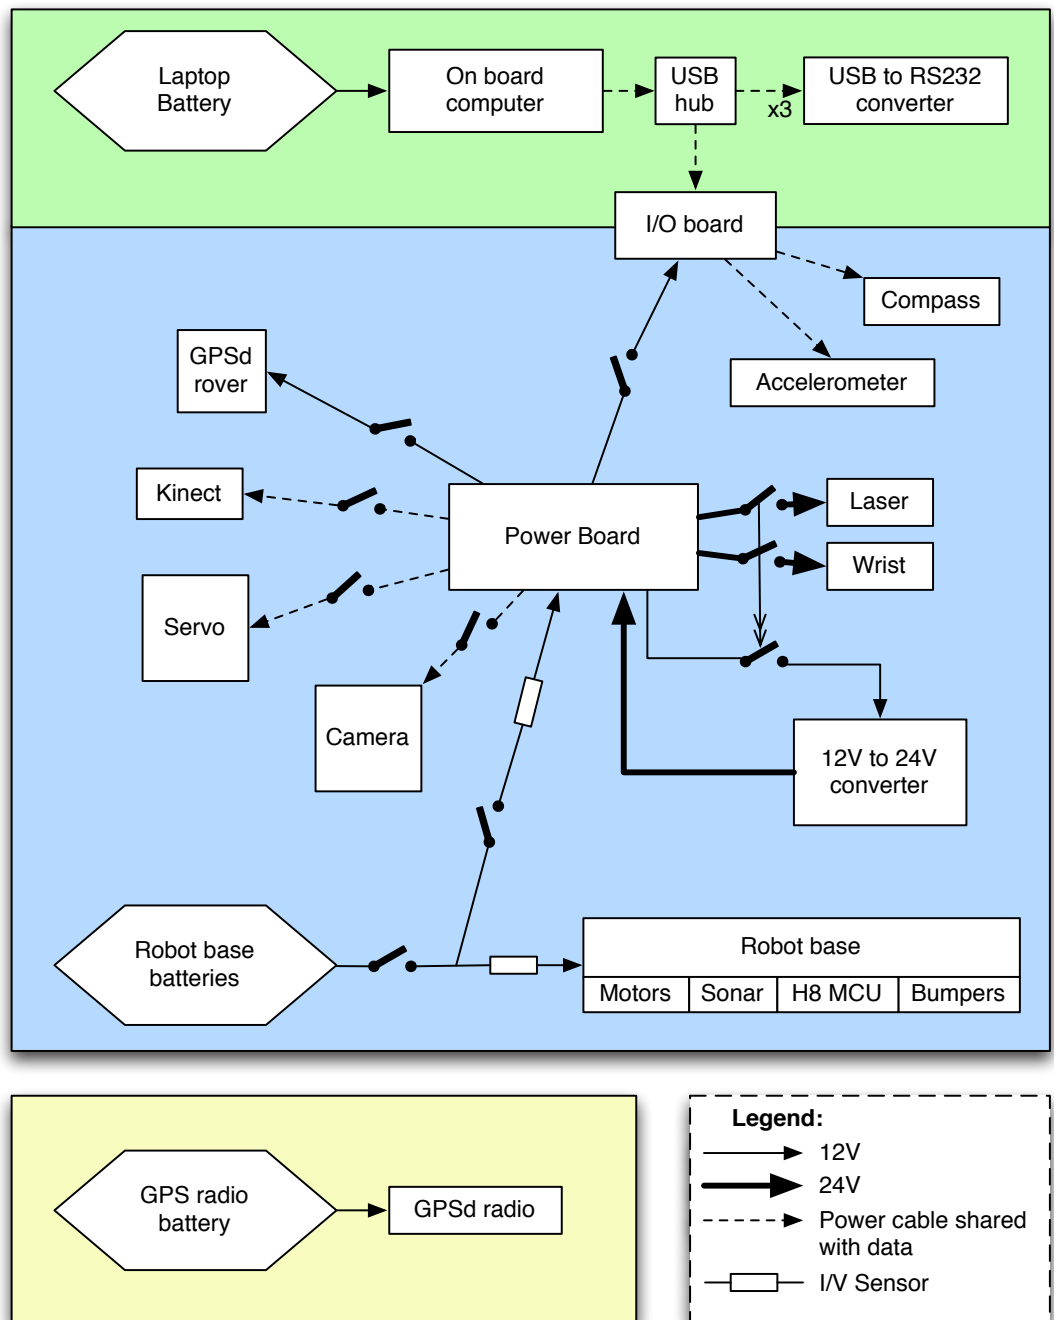 Laptop
Battery
On board
computer
USB
hub
x3
USB to RS232
converter
I/O board
Compass
Accelerometer
GPSd
rover
Kinect
Servo
Camera
Power Board
Laser
Wrist
12V to 24V
converter
Robot base
batteries
Robot base
Motors
Sonar
H8 MCU
Bumpers
GPS radio
battery
GPSd radio
Legend:
12V
24V
Power cable shared
with data
I/V Sensor